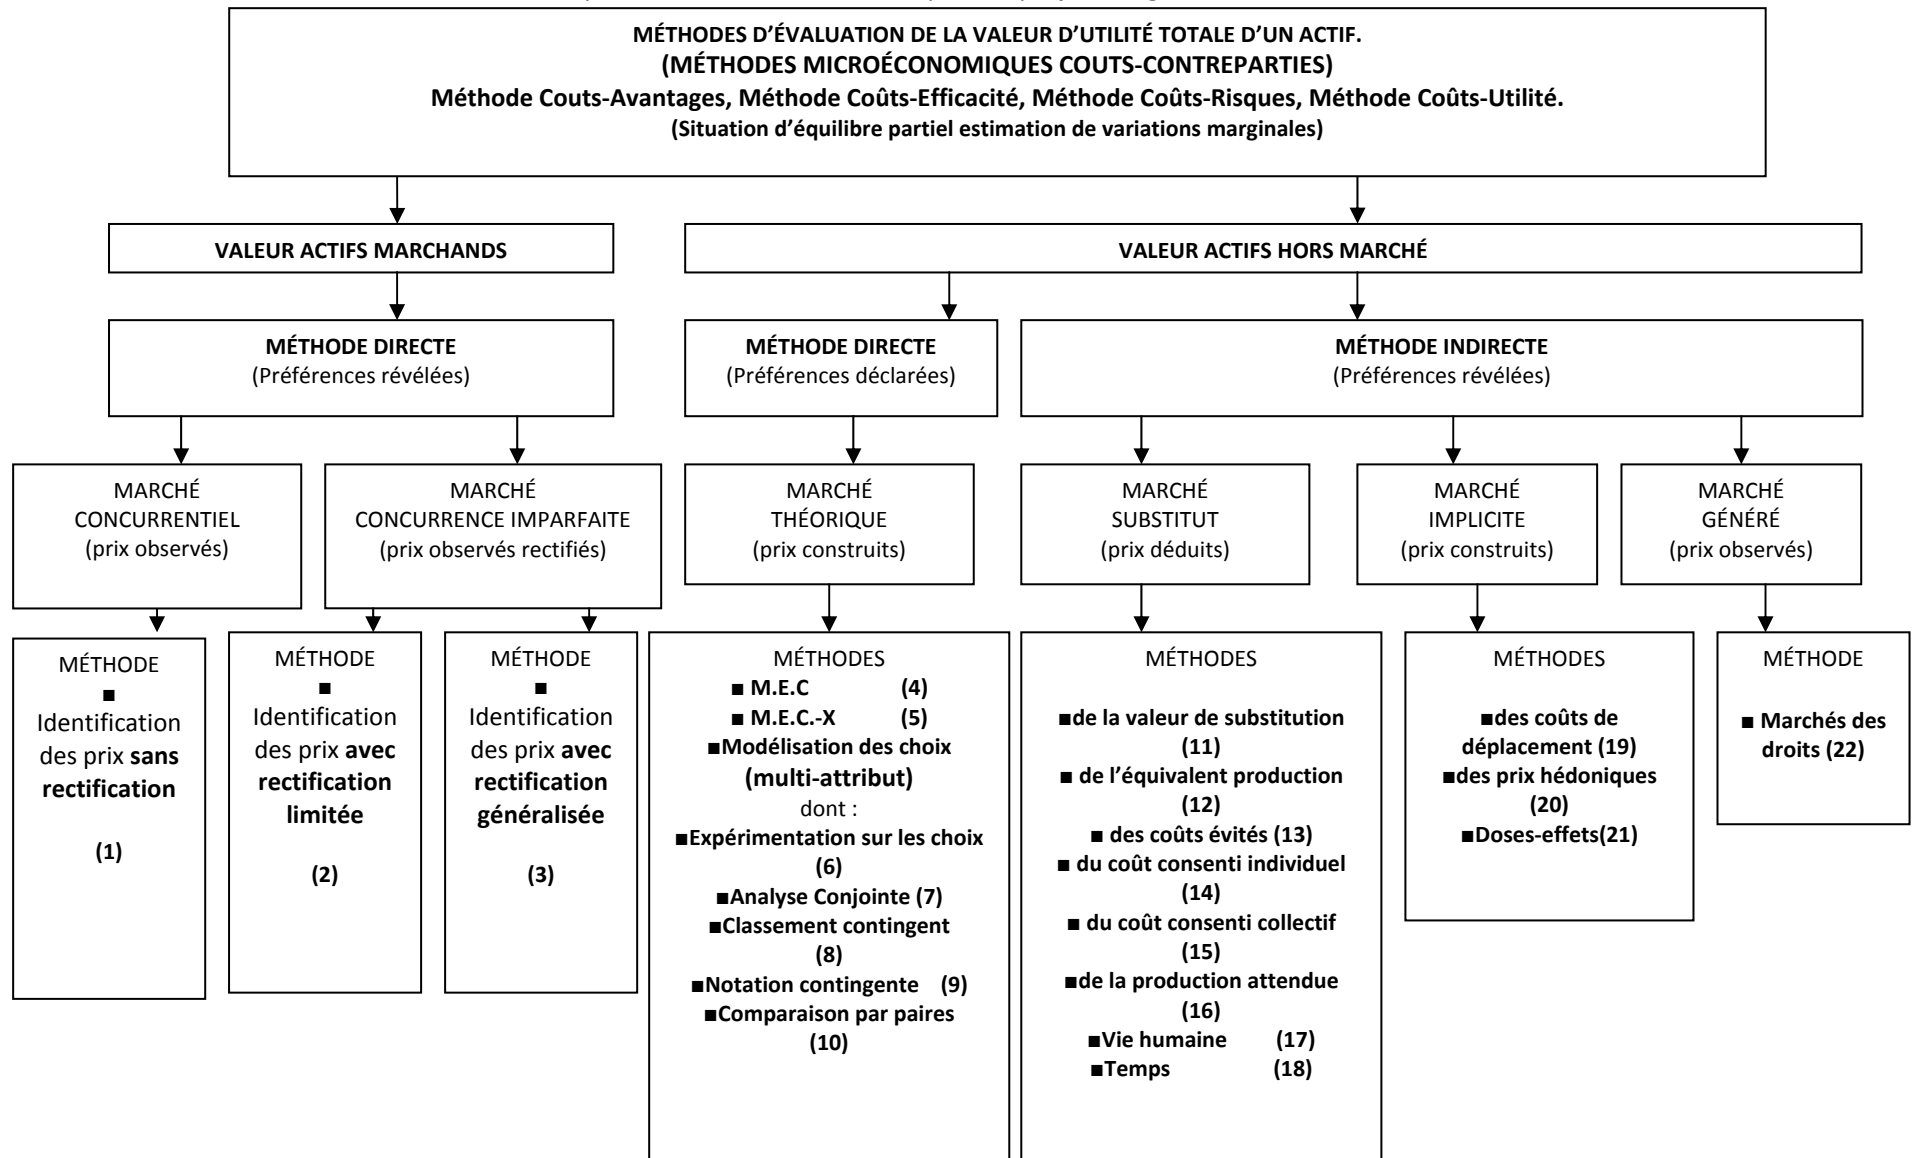 MÉTHODES D’ÉVALUATION DE LA VALEUR D’UTILITÉ TOTALE D’UN ACTIF.
(MÉTHODES MICROÉCONOMIQUES COUTS-CONTREPARTIES)
Méthode Couts-Avantages, Méthode Coûts-Efficacité, Méthode Coûts-Risques, Méthode Coûts-Utilité.
(Situation d’équilibre partiel estimation de variations marginales)
VALEUR ACTIFS MARCHANDS
VALEUR ACTIFS HORS MARCHÉ
MÉTHODE DIRECTE
(Préférences révélées)
MÉTHODE DIRECTE
(Préférences déclarées)
MÉTHODE INDIRECTE
(Préférences révélées)
MARCHÉ
CONCURRENTIEL
(prix observés)
MARCHÉ
CONCURRENCE IMPARFAITE
(prix observés rectifiés)
MARCHÉ
THÉORIQUE
(prix construits)
MARCHÉ
SUBSTITUT
(prix déduits)
MARCHÉ
IMPLICITE
(prix construits)
MARCHÉ
GÉNÉRÉ
(prix observés)
MÉTHODE
■
Identification
des prix sans
rectification
(1)
MÉTHODE
■
Identification
des prix avec
rectification
limitée
(2)
MÉTHODE
■
Identification
des prix avec
rectification
généralisée
(3)
MÉTHODES
■ M.E.C (4)
■ M.E.C.-X (5)
■Modélisation des choix
(multi-attribut)
dont :
■Expérimentation sur les choix
(6)
■Analyse Conjointe (7)
■Classement contingent
(8)
■Notation contingente (9)
■Comparaison par paires
(10)
MÉTHODES
■de la valeur de substitution
(11)
■ de l’équivalent production
(12)
■ des coûts évités (13)
■ du coût consenti individuel
(14)
■ du coût consenti collectif
(15)
■de la production attendue
(16)
■Vie humaine (17)
■Temps (18)
MÉTHODES
■des coûts de
déplacement (19)
■des prix hédoniques
(20)
■Doses-effets(21)
MÉTHODE
■ Marchés des
droits (22)